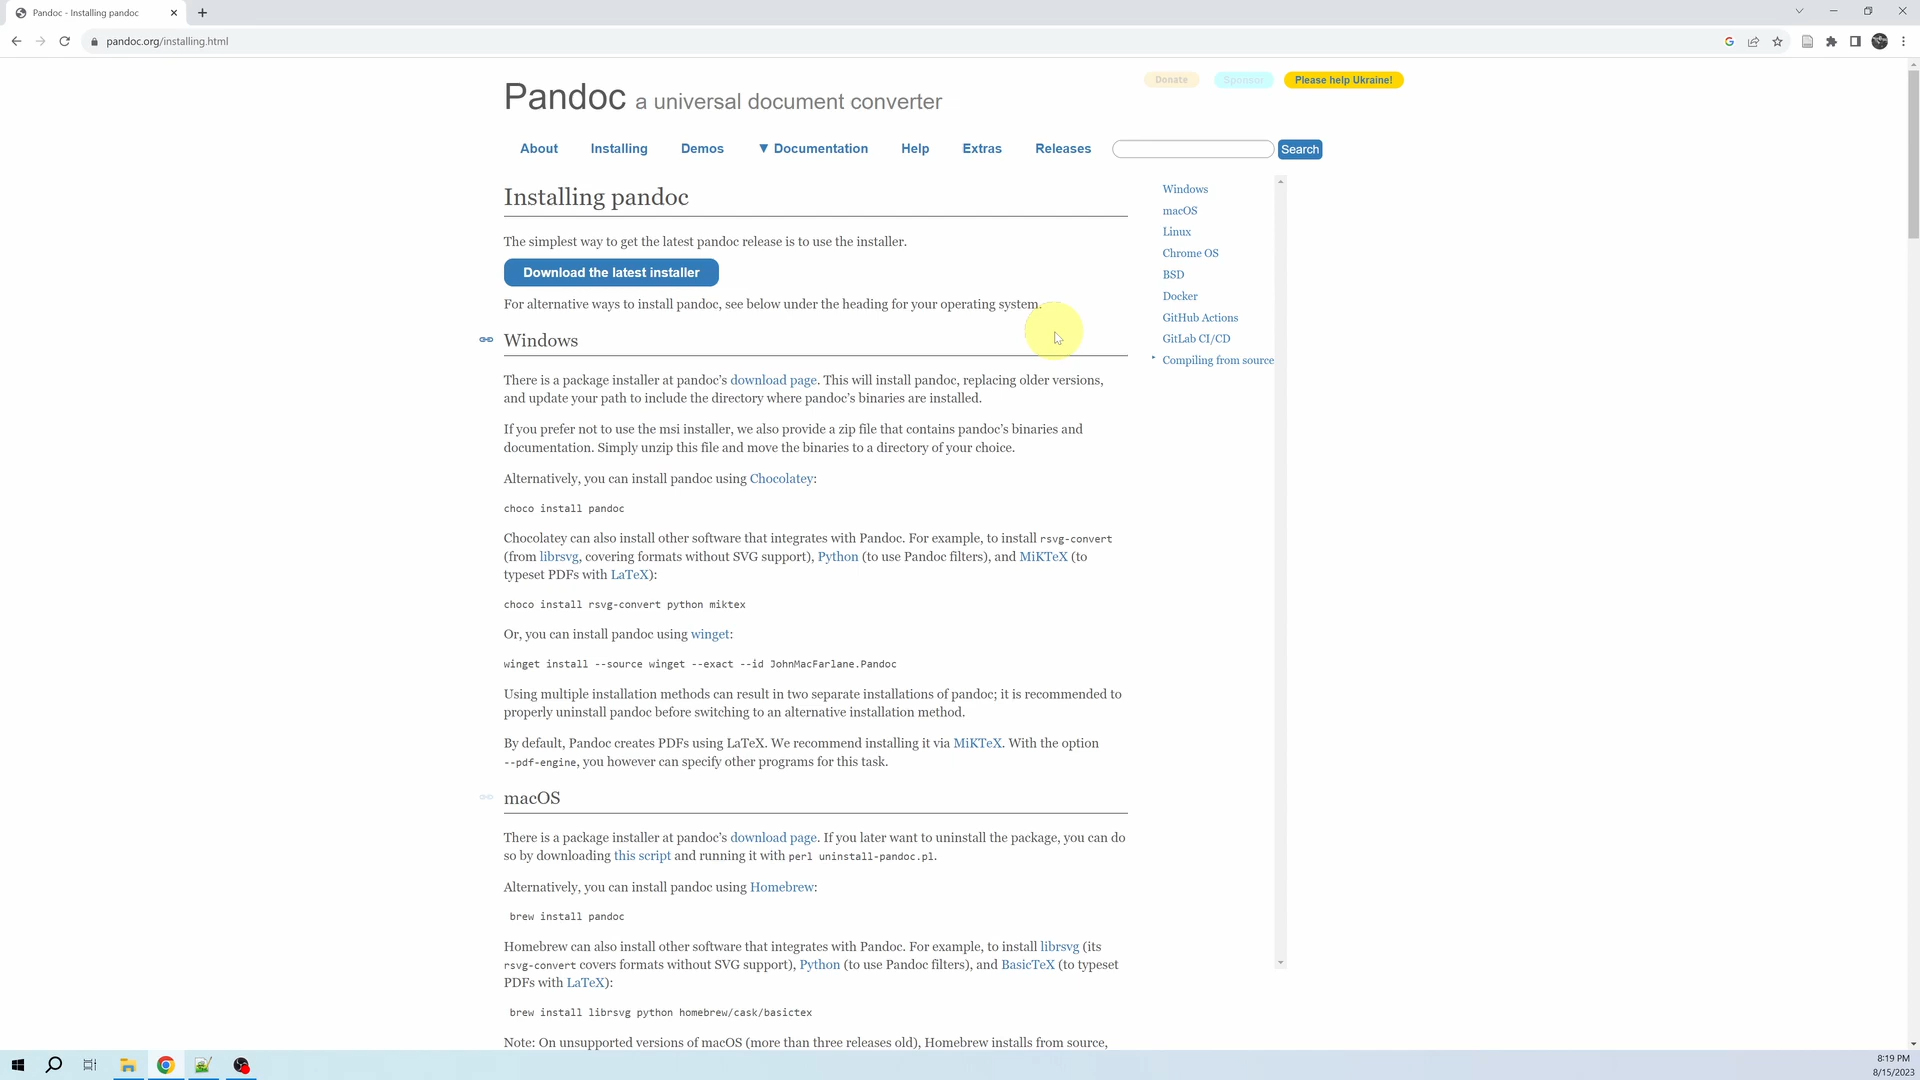 Pandoc - Installing pandoc
pandoc.org/installing.html
Donate
Sponsor
Please help Ukraine!
Pandoc a universal document converter
About
Installing
Demos
▼ Documentation
Help
Extras
Releases
Search
Installing pandoc
The simplest way to get the latest pandoc release is to use the installer.
Download the latest installer
For alternative ways to install pandoc, see below under the heading for your operating system.
Windows
There is a package installer at pandoc’s download page. This will install pandoc, replacing older versions,
and update your path to include the directory where pandoc’s binaries are installed.
If you prefer not to use the msi installer, we also provide a zip file that contains pandoc’s binaries and
documentation. Simply unzip this file and move the binaries to a directory of your choice.
Alternatively, you can install pandoc using Chocolatey:
choco install pandoc
Chocolatey can also install other software that integrates with Pandoc. For example, to install rsvg-convert
(from librsvg, covering formats without SVG support), Python (to use Pandoc filters), and MiKTeX (to
typeset PDFs with LaTeX):
choco install rsvg-convert python miktex
Or, you can install pandoc using winget:
winget install --source winget --exact --id JohnMacFarlane.Pandoc
Using multiple installation methods can result in two separate installations of pandoc; it is recommended to
properly uninstall pandoc before switching to an alternative installation method.
By default, Pandoc creates PDFs using LaTeX. We recommend installing it via MiKTeX. With the option
--pdf-engine, you however can specify other programs for this task.
macOS
There is a package installer at pandoc’s download page. If you later want to uninstall the package, you can do
so by downloading this script and running it with perl uninstall-pandoc.pl.
Alternatively, you can install pandoc using Homebrew:
brew install pandoc
Homebrew can also install other software that integrates with Pandoc. For example, to install librsvg (its
rsvg-convert covers formats without SVG support), Python (to use Pandoc filters), and BasicTeX (to typeset
PDFs with LaTeX):
brew install librsvg python homebrew/cask/basictex
Note: On unsupported versions of macOS (more than three releases old), Homebrew installs from source,
Windows
macOS
Linux
Chrome OS
BSD
Docker
GitHub Actions
GitLab CI/CD
Compiling from source
8:19 PM
8/15/2023